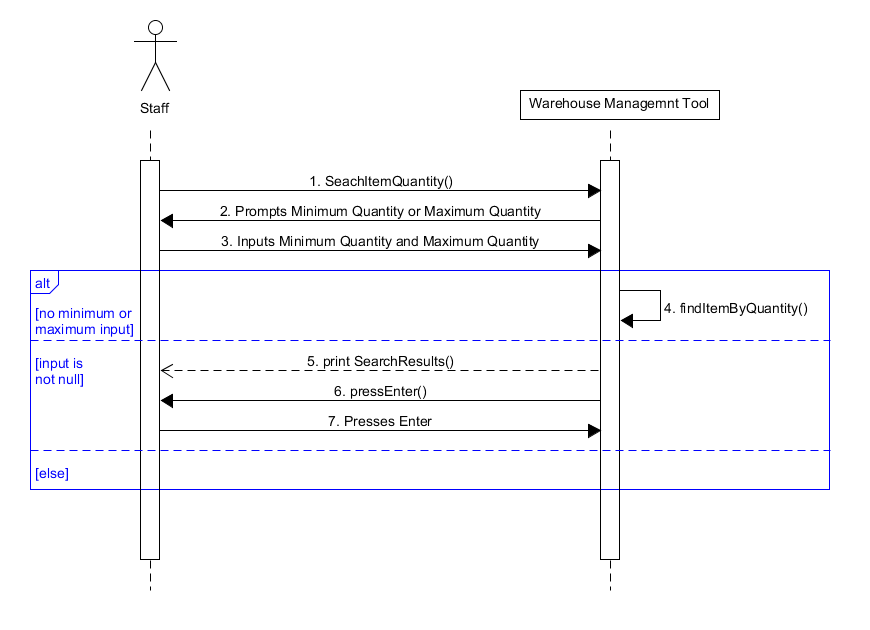 Staff
Warehouse Managemnt Tool
1. SeachItemQuantity()
2. Prompts Minimum Quantity or Maximum Quantity
3. Inputs Minimum Quantity and Maximum Quantity
alt
[no minimum or
maximum input]
4. findItemByQuantity()
[input is
not null]
5. print SearchResults()
6. pressEnter()
7. Presses Enter
[else]